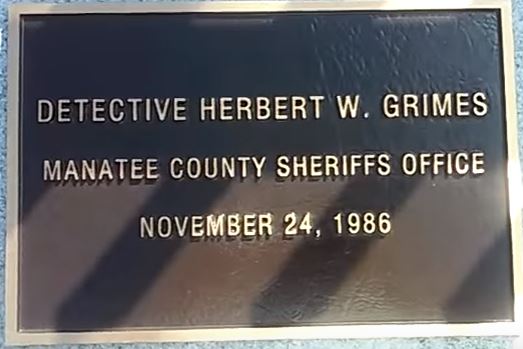 DETECTIVE HERBERT W. GRIMES
MANATEE COUNTY SHERIFFS OFFICE
NOVEMBER 24, 1986